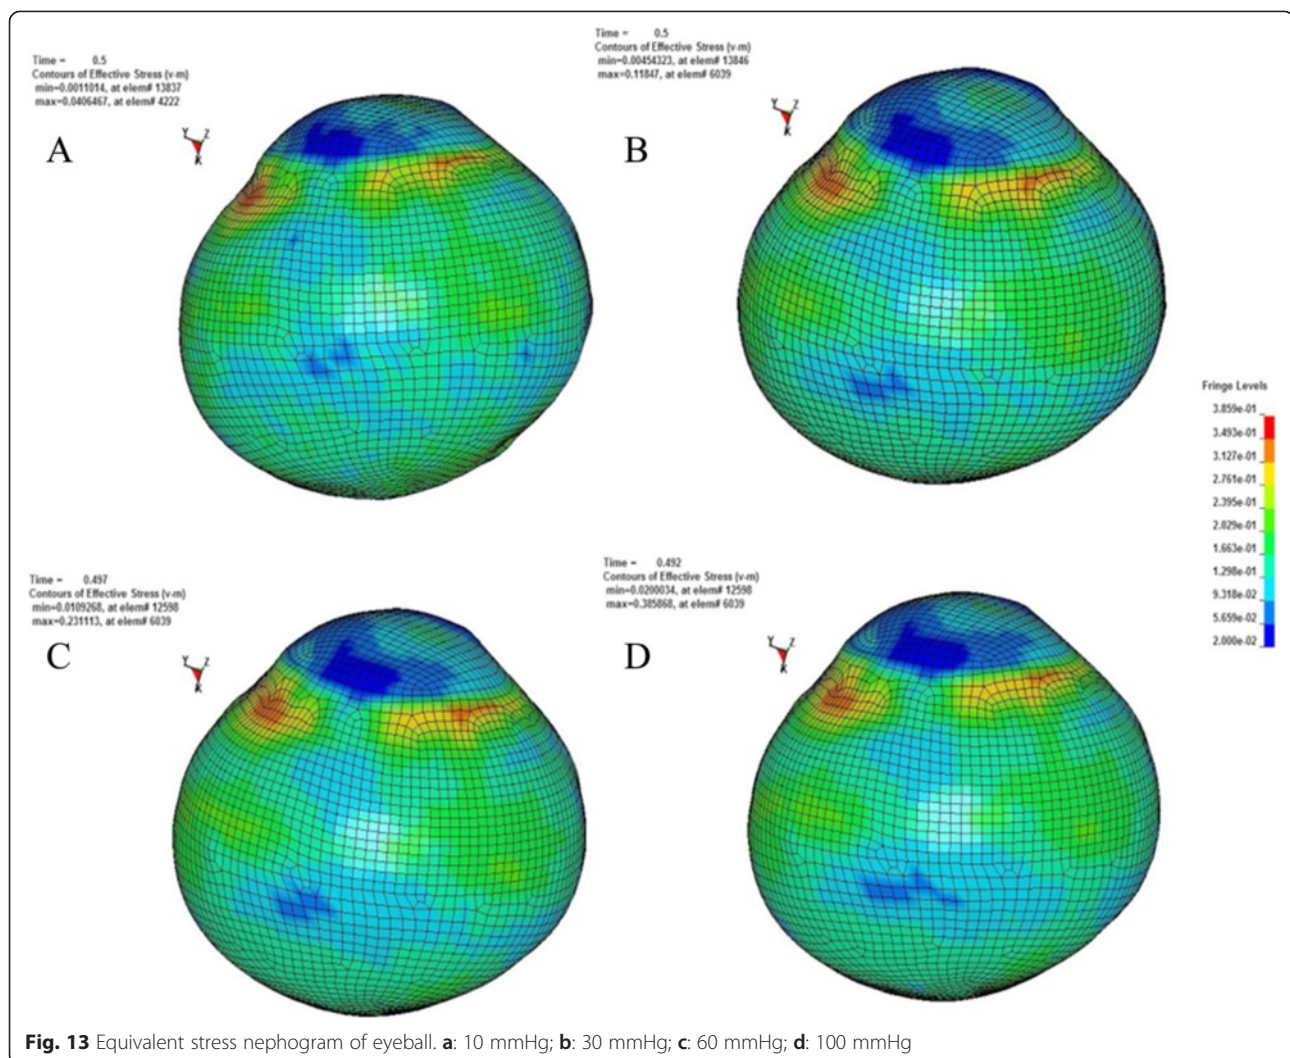 Time = 0.5
Contours of Effective Stress (v-m)
min=0.0011014, at elem# 13837
max=0.0406467, at elem# 4222
A
Y Z
X
Time = 0.5
Contours of Effective Stress (v-m)
min=0.00454323, at elem# 13846
max=0.11847, at elem# 6039
B
Y Z
X
Fringe Levels
3.859e-01
3.493e-01
3.127e-01
2.761e-01
2.395e-01
2.029e-01
1.663e-01
1.298e-01
9.318e-02
5.659e-02
2.000e-02
Time = 0.497
Contours of Effective Stress (v-m)
min=0.0109268, at elem# 12598
max=0.231113, at elem# 6039
C
Y Z
X
Time = 0.492
Contours of Effective Stress (v-m)
min=0.0200034, at elem# 12598
max=0.385868, at elem# 6039
D
Y Z
X
Fig. 13 Equivalent stress nephogram of eyeball. a: 10 mmHg; b: 30 mmHg; c: 60 mmHg; d: 100 mmHg